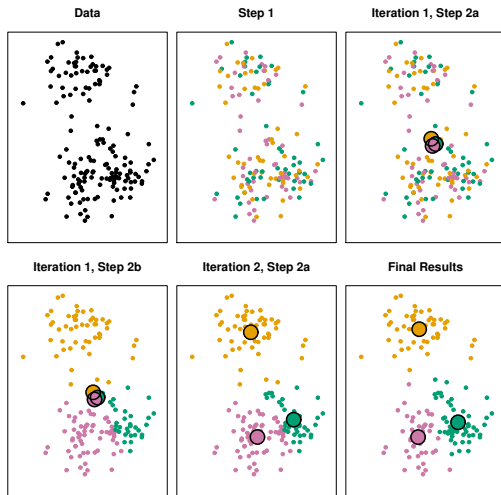 Data
Step 1
Iteration 1, Step 2a
Iteration 1, Step 2b
Iteration 2, Step 2a
Final Results